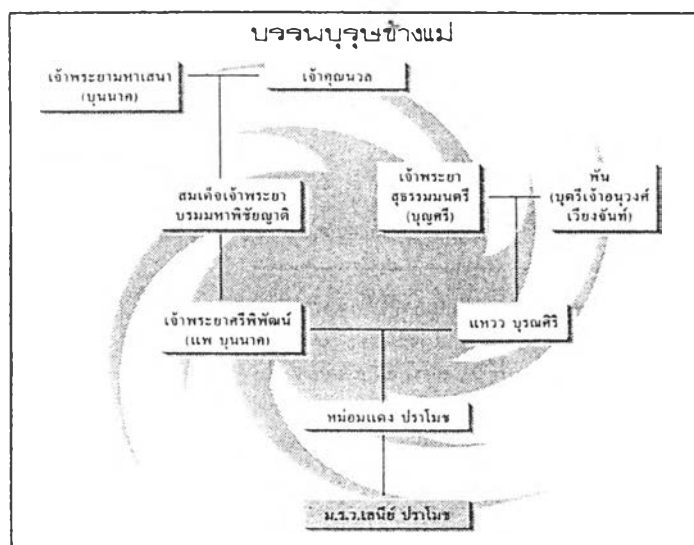 บรรพบุรุษข้างแม่
เจ้าพระยามหาเสนา
(บุนนาค)
เจ้าคุณนวล
สมเด็จเจ้าพระยา
บรมมหาพิชัยญาติ
เจ้าพระยา
สุธรรมมนตรี
(บุญศรี)
พัน
(บุตรีเจ้าอนุวงศ์
เวียงจันท์)
เจ้าพระยาศรีพิพัฒน์
(แพ บุนนาค)
แหวว บุรณศิริ
หม่อมแดง ปราโมช
ม.ร.ว.เสนีย์ ปราโมช